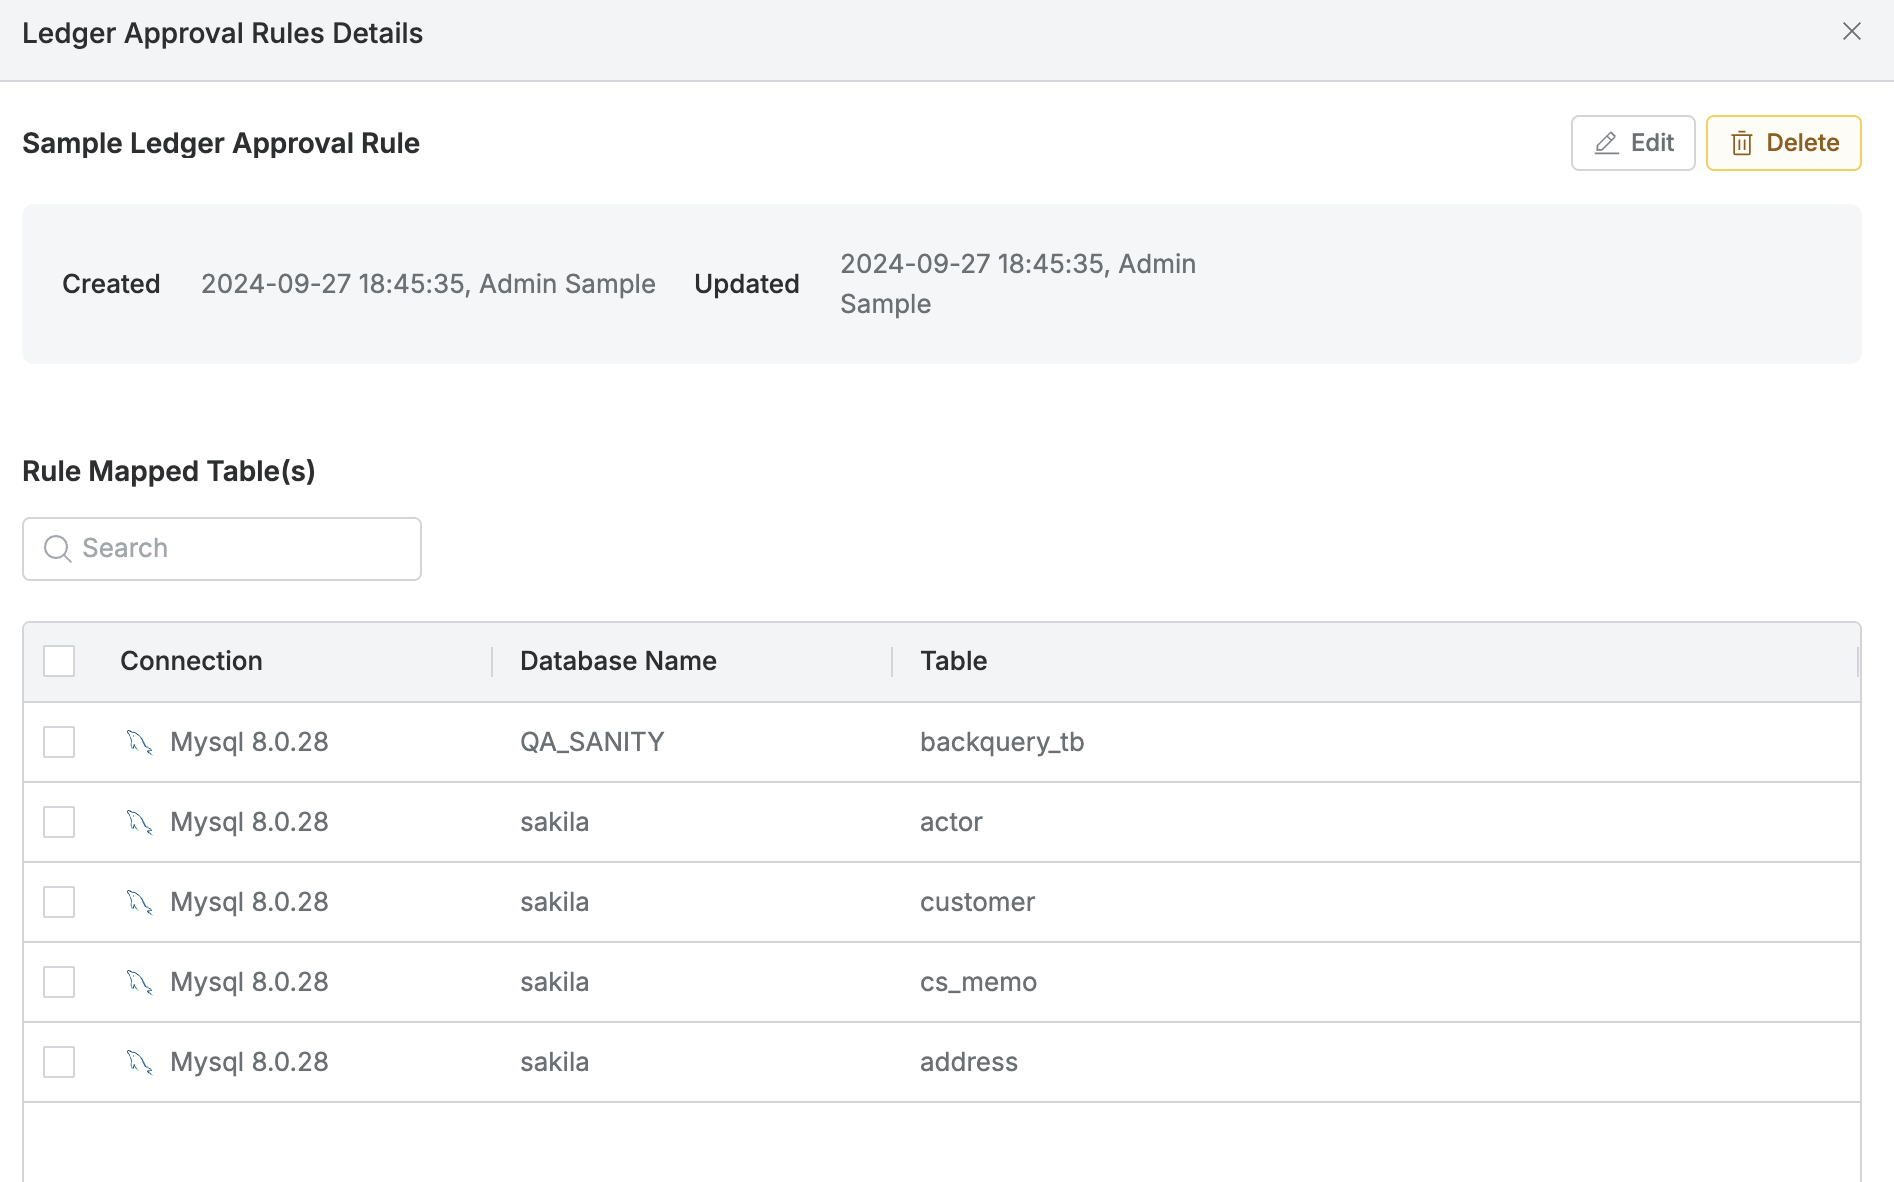 Ledger Approval Rules Details
Sample Ledger Approval Rule
Edit
Delete
Created 2024-09-27 18:45:35, Admin Sample Updated 2024-09-27 18:45:35, Admin
Sample
Rule Mapped Table(s)
Search
Connection Database Name Table
Mysql 8.0.28 QA_SANITY backquery_tb
Mysql 8.0.28 sakila actor
Mysql 8.0.28 sakila customer
Mysql 8.0.28 sakila cs_memo
Mysql 8.0.28 sakila address